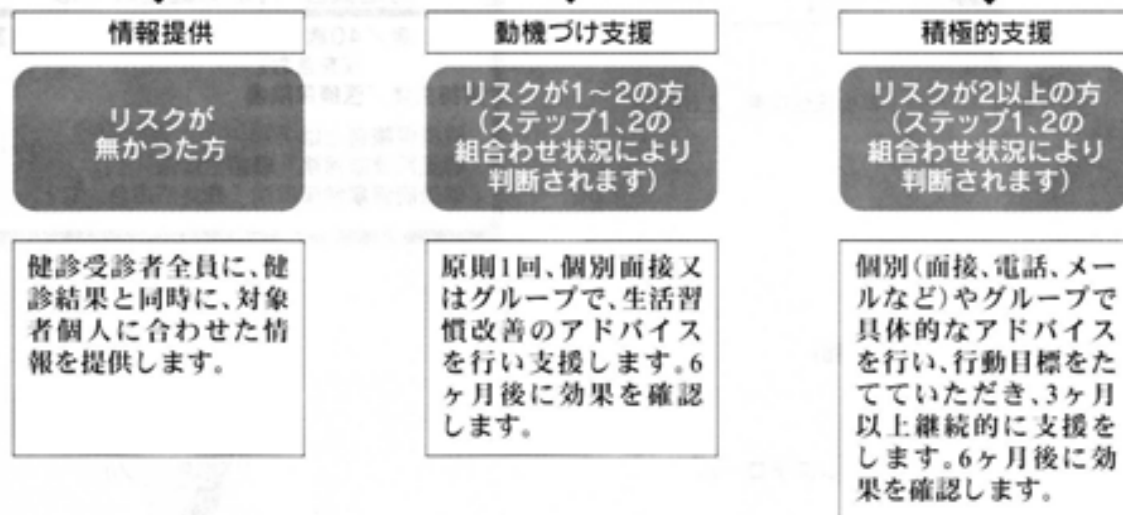 情報提供
リスクが
無かった方
健診受診者全員に、健
診結果と同時に、対象
者個人に合わせた情
報を提供します。
動機づけ支援
リスクが1〜2の方
(ステップ1、2の
組合わせ状況により
判断されます)
原則1回、個別面接又
はグループで、生活習
慣改善のアドバイス
を行い支援します。6
ヶ月後に効果を確認
します。
積極的支援
リスクが2以上の方
(ステップ1、2の
組合わせ状況により
判断されます)
個別(面接、電話、メー
ルなど)やグループで
具体的なアドバイス
を行い、行動目標をた
てていただき、3ヶ月
以上継続的に支援を
します。6ヶ月後に効
果を確認します。